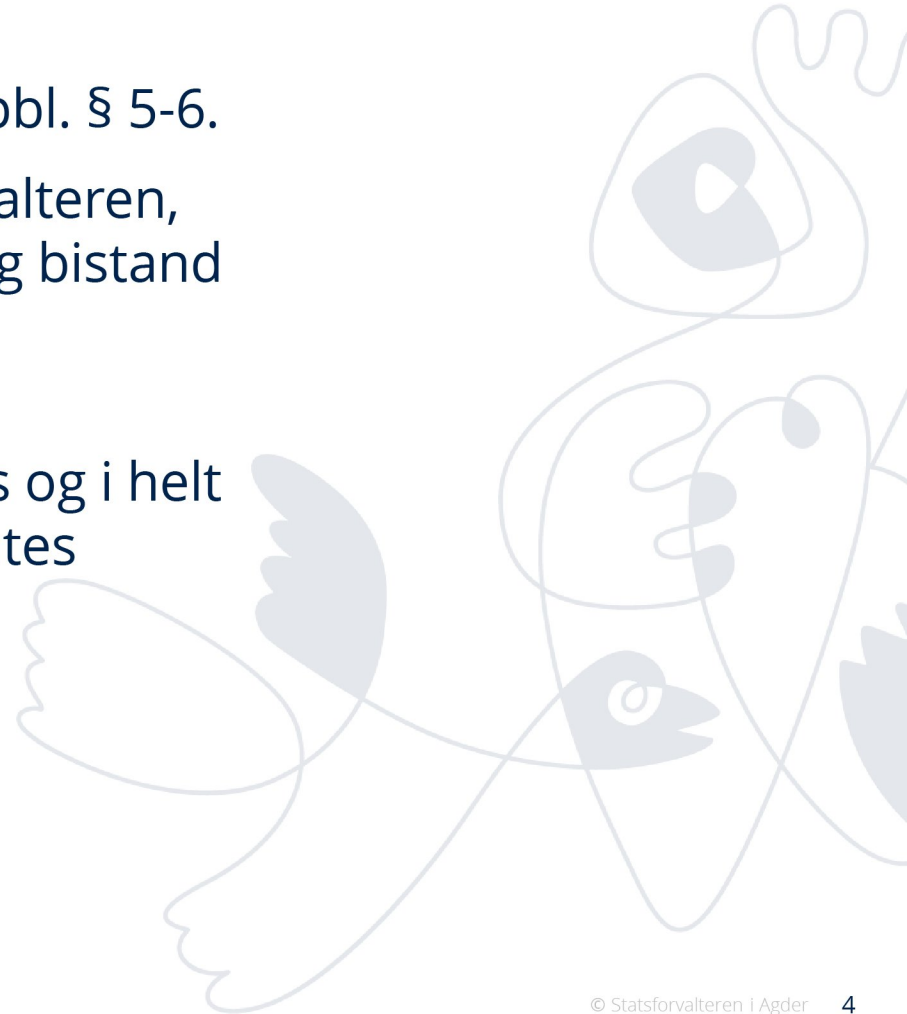 bl. § 5-6.
alteren,
g bistand
s og i helt
tes
© Statsforvalteren i Agder 4